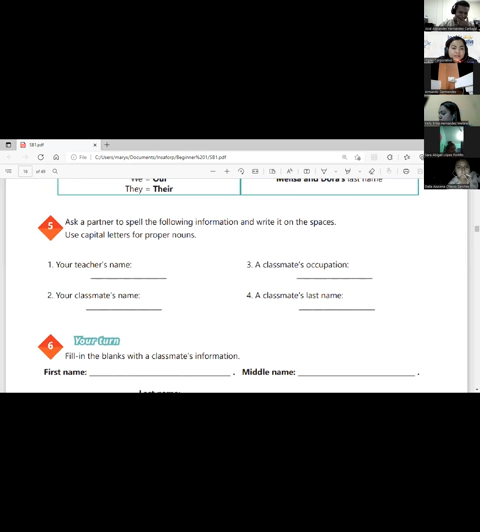 SB1.pdf
File
C:/Users/maryx/Documents/Insaforp/Beginner%201/SB1.pdf
We = Our
Melisa and Dora's last name
They = Their
5
Ask a partner to spell the following information and write it on the spaces.
Use capital letters for proper nouns.
1. Your teacher's name:
3. A classmate's occupation:
2. Your classmate's name:
4. A classmate's last name:
6
Your turn
Fill-in the blanks with a classmate's information.
First name: ____ . Middle name: ____ .
Last name: